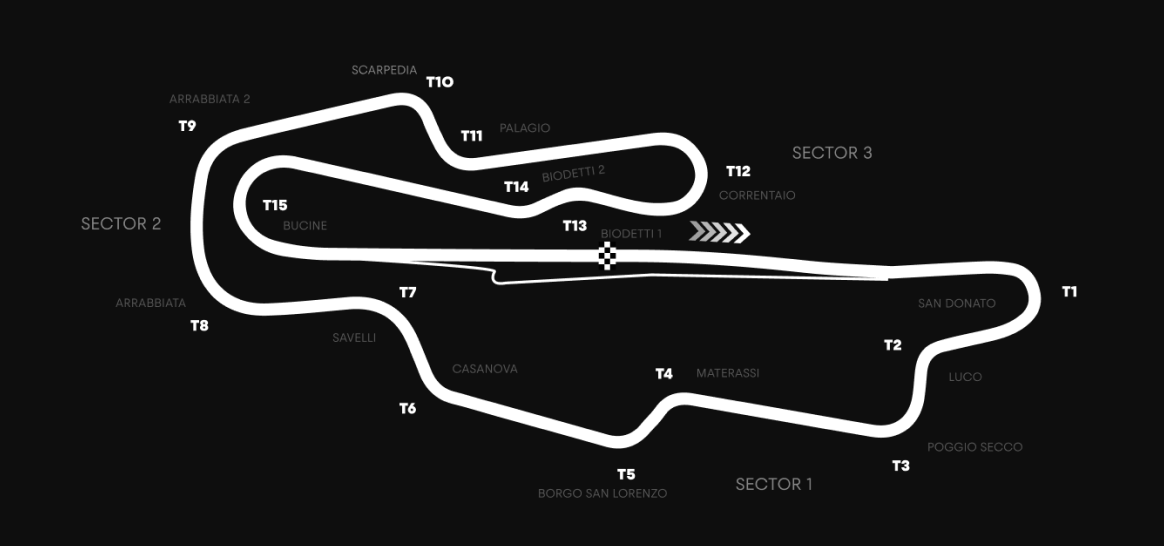 SCARPEDIA
T10
ARRABBIATA 2
T9
T11
PALAGIO
SECTOR 3
T12
CORRENTAIO
BIODETTI 2
T14
T15
BUCINE
T13
BIODETTI 1
SECTOR 2
T1
SAN DONATO
T7
ARRABBIATA
T8
SAVELLI
T2
CASANOVA
T4
MATERASSI
LUCO
T6
POGGIO SECCO
T3
T5
SECTOR 1
BORGO SAN LORENZO